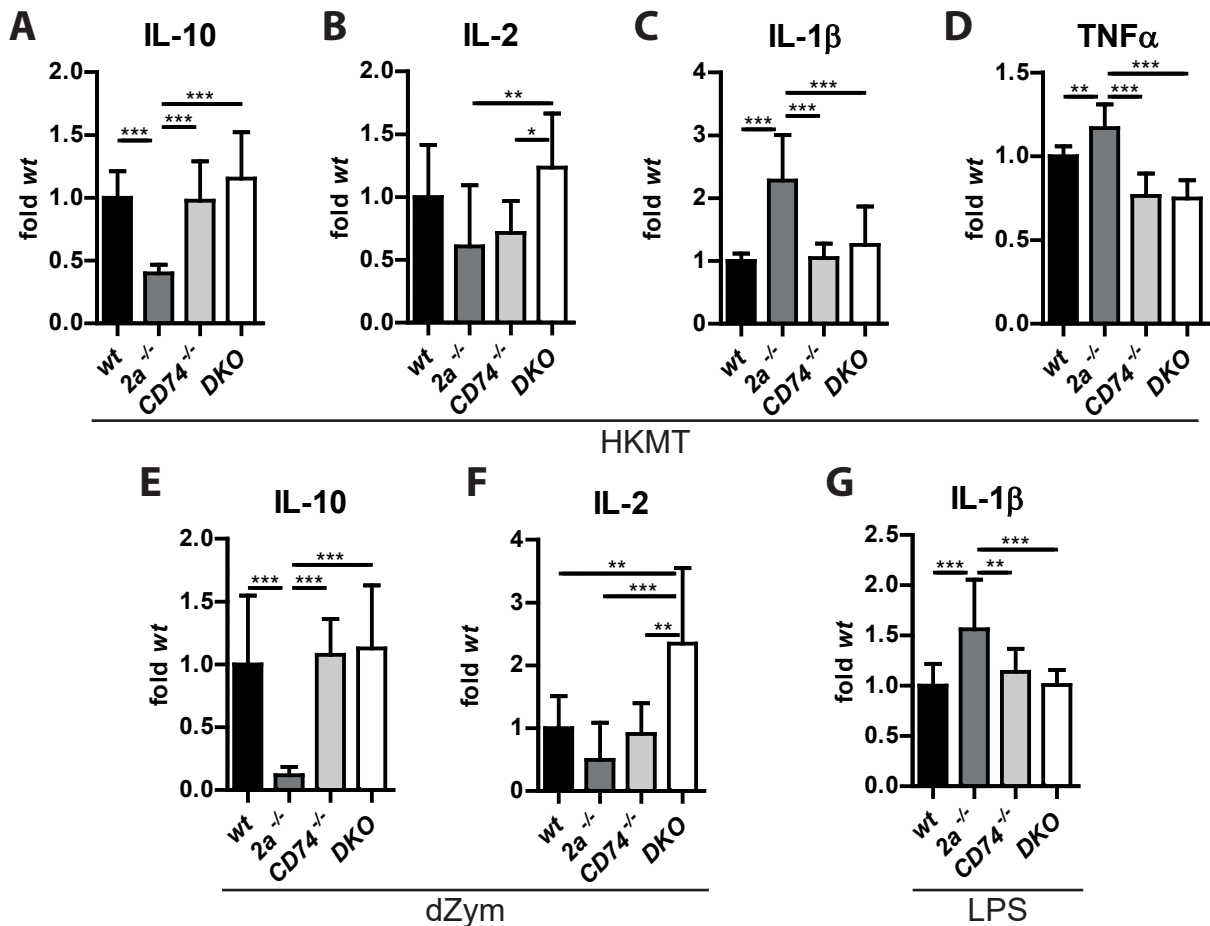 A
IL-10
fold wt
2.0
1.5
1.0
0.5
0.0
***
***
***
wt
2a -/-
CD74 -/-
DKO
B
IL-2
fold wt
2.0
1.5
1.0
0.5
0.0
**
*
wt
2a -/-
CD74 -/-
DKO
C
IL-1β
fold wt
4
3
2
1
0
***
***
***
wt
2a -/-
CD74 -/-
DKO
D
TNFα
fold wt
1.5
1.0
0.5
0.0
***
** ***
wt
2a -/-
CD74 -/-
DKO
HKMT
E
IL-10
fold wt
2.0
1.5
1.0
0.5
0.0
***
*** ***
wt
2a -/-
CD74 -/-
DKO
F
IL-2
fold wt
4
3
2
1
0
**
***
**
wt
2a -/-
CD74 -/-
DKO
dZym
G
IL-1β
fold wt
2.5
2.0
1.5
1.0
0.5
0.0
***
*** **
wt
2a -/-
CD74 -/-
DKO
LPS